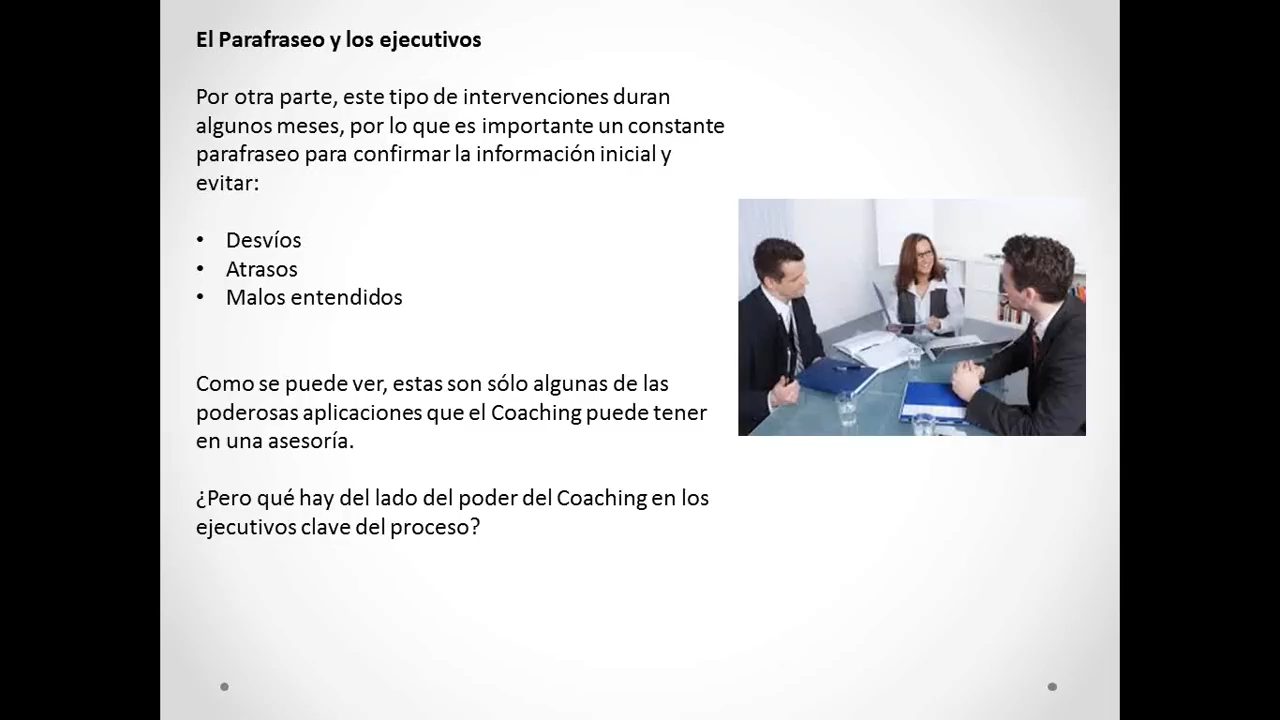 El Parafraseo y los ejecutivos
Por otra parte, este tipo de intervenciones duran
algunos meses, por lo que es importante un constante
parafraseo para confirmar la información inicial y
evitar:
• Desvíos
• Atrasos
• Malos entendidos
Como se puede ver, estas son sólo algunas de las
poderosas aplicaciones que el Coaching puede tener
en una asesoría.
¿Pero qué hay del lado del poder del Coaching en los
ejecutivos clave del proceso?